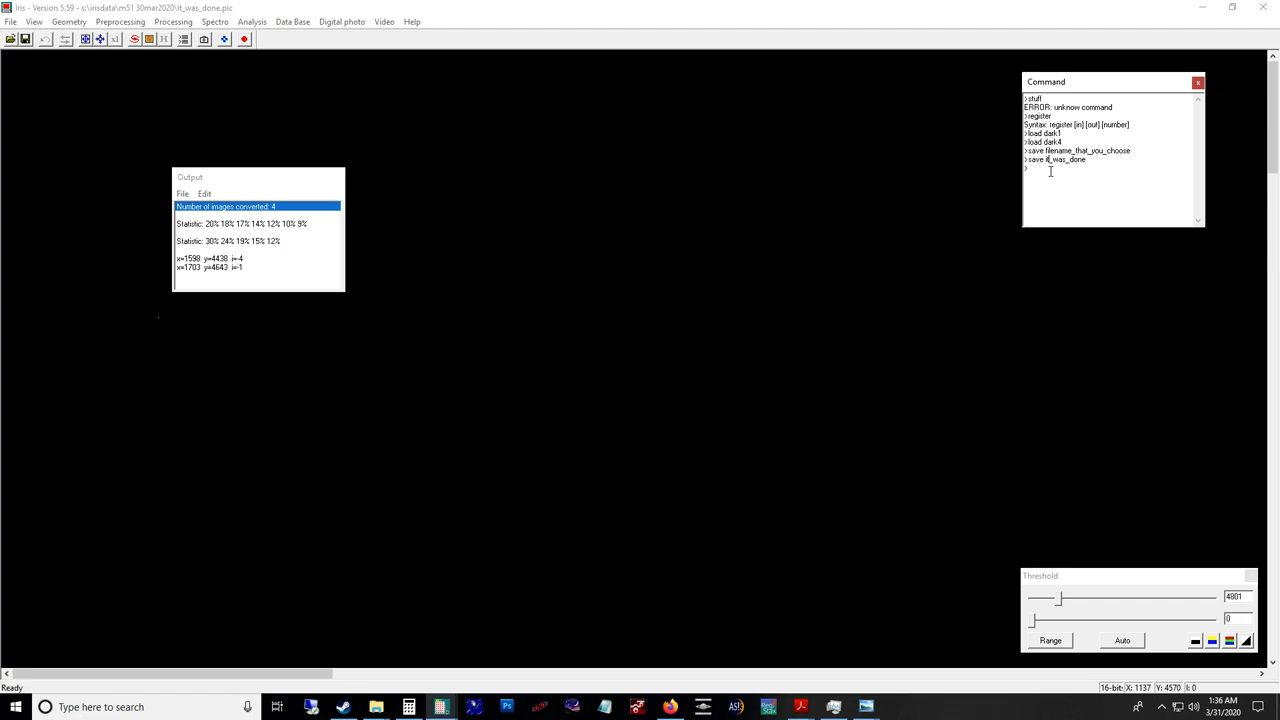 Iris - Version 5.59 - s:\irisdata\m51 30mar2020\it_was_done.pic
File View Geometry Preprocessing Processing Spectro Analysis Data Base Digital photo Video Help
x1 H
Command
x
>stuff
ERROR: unknow command
>register
Syntax: register [in] [out] [number]
>load dark1
>load dark4
>save filename_that_you_choose
>save it_was_done
>
Output
File Edit
Number of images converted: 4
Statistic: 20% 18% 17% 14% 12% 10% 9%
Statistic: 30% 24% 19% 15% 12%
x=1598 y=4438 i=-4
x=1703 y=4643 i=-1
Threshold
4801
0
Range Auto
Ready
16-bit: X: 1137 Y: 4570 I: 0
Type here to search
1:36 AM
3/31/2020